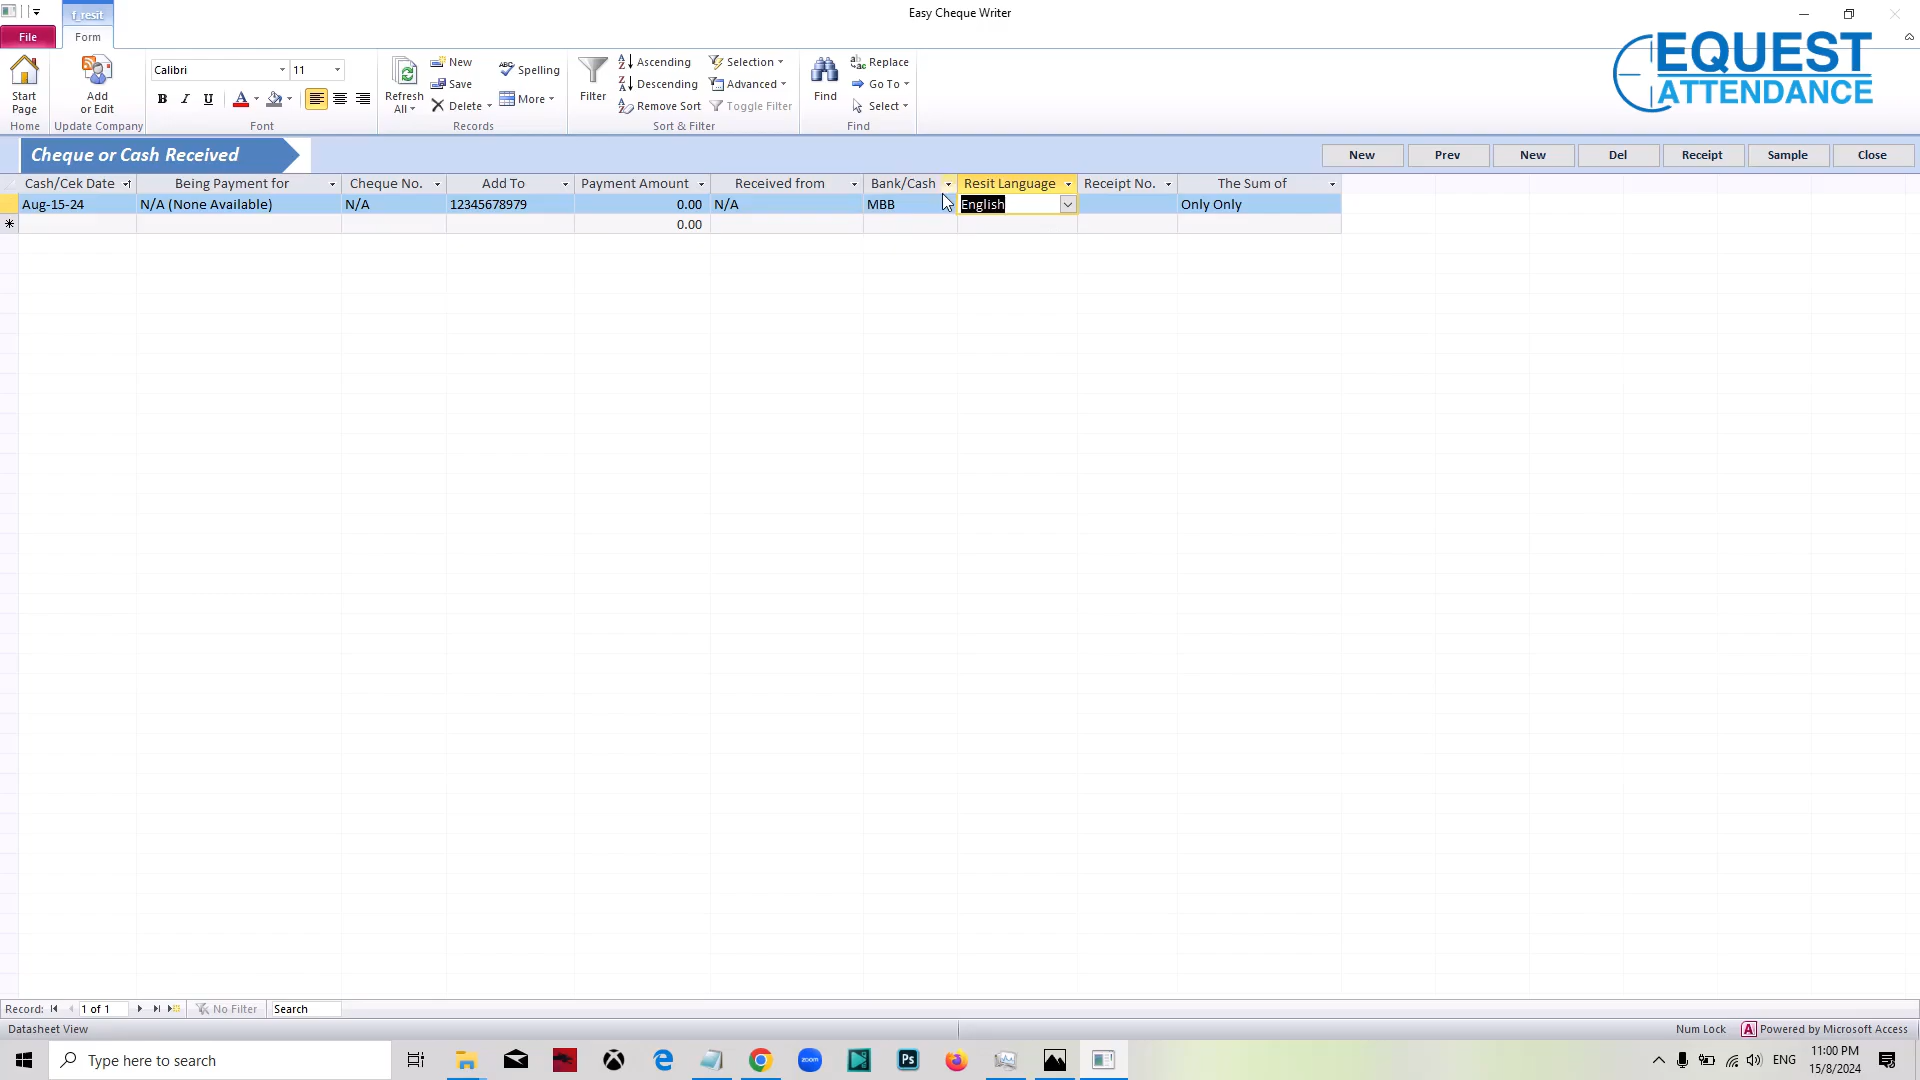 f_resit
Easy Cheque Writer
File
Form
Start Page
Home
Add or Edit
Update Company
Calibri
11
B I U A
Font
Refresh All
New
Save
Delete
Spelling
More
Records
Filter
Ascending
Descending
Remove Sort
Selection
Advanced
Toggle Filter
Sort & Filter
Find
Replace
Go To
Select
Find
EQUEST
ATTENDANCE
Cheque or Cash Received
New Prev New Del Receipt Sample Close
Cash/Cek Date Being Payment for Cheque No. Add To Payment Amount Received from Bank/Cash Resit Language Receipt No. The Sum of
Aug-15-24 N/A (None Available) N/A 12345678979 0.00 N/A MBB English Only Only
0.00
Record: 1 of 1 No Filter Search
Datasheet View
Num Lock
Powered by Microsoft Access
Type here to search
zoom
Ps
ENG
11:00 PM
15/8/2024